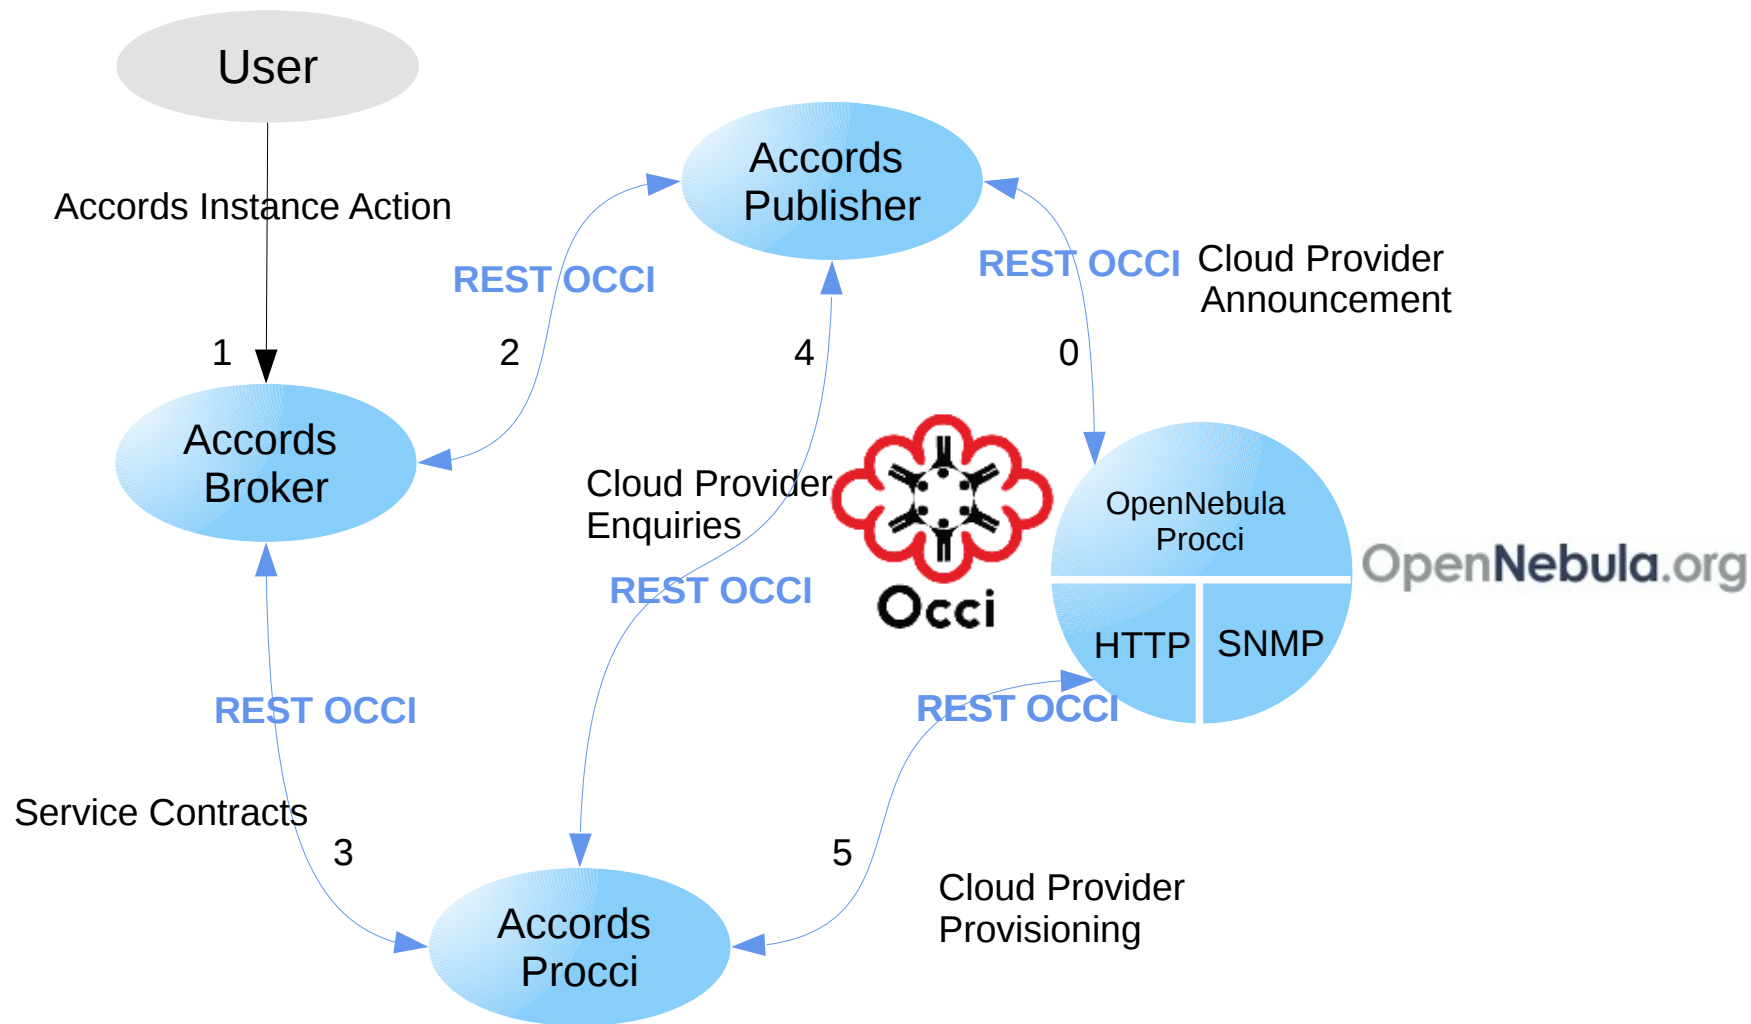 User
Accords Instance Action
Accords
Publisher
REST OCCI
REST OCCI
Cloud Provider
Announcement
1
2
4
0
Accords
Broker
Cloud Provider
Enquiries
REST OCCI
Occi
OpenNebula
Procci
HTTP
SNMP
OpenNebula.org
REST OCCI
REST OCCI
Service Contracts
3
5
Cloud Provider
Provisioning
Accords
Procci